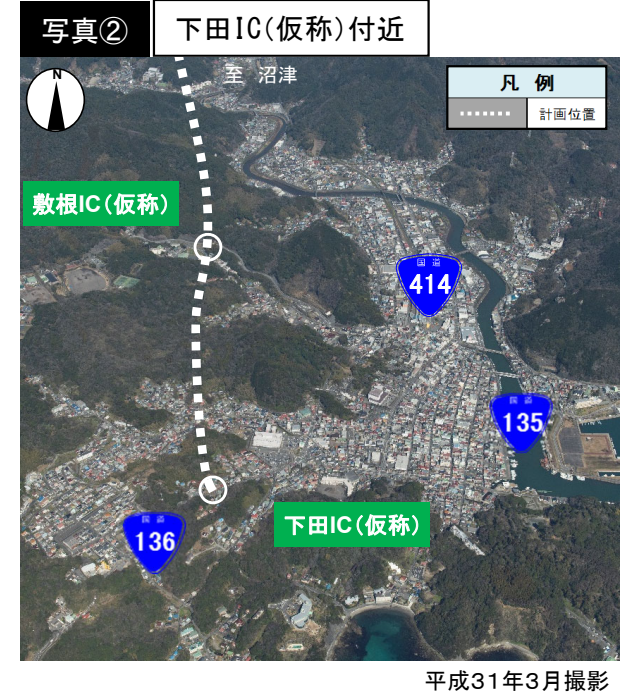 写真②
下田IC(仮称)付近
N
至 沼津
凡 例
計画位置
敷根IC(仮称)
国道
414
国道
135
国道
136
下田IC(仮称)
平成31年3月撮影